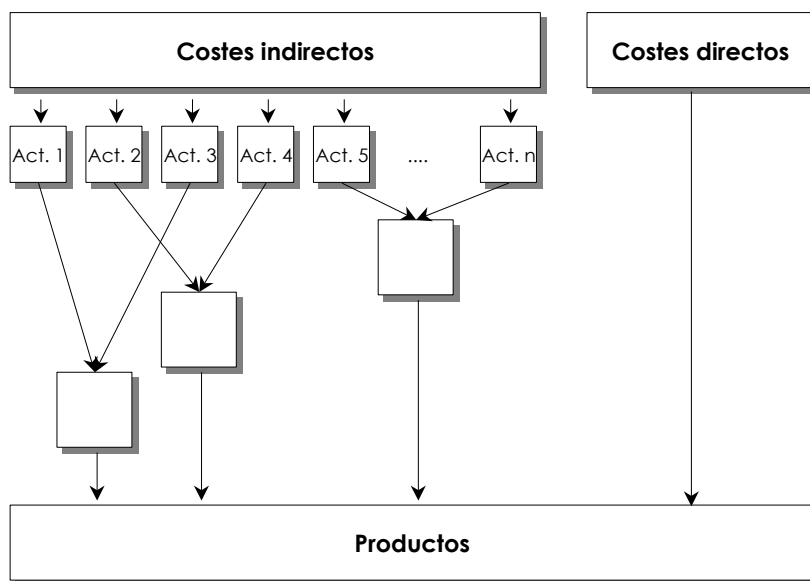 Costes indirectos
Costes directos
Act. 1
Act. 2
Act. 3
Act. 4
Act. 5
....
Act. n
Productos